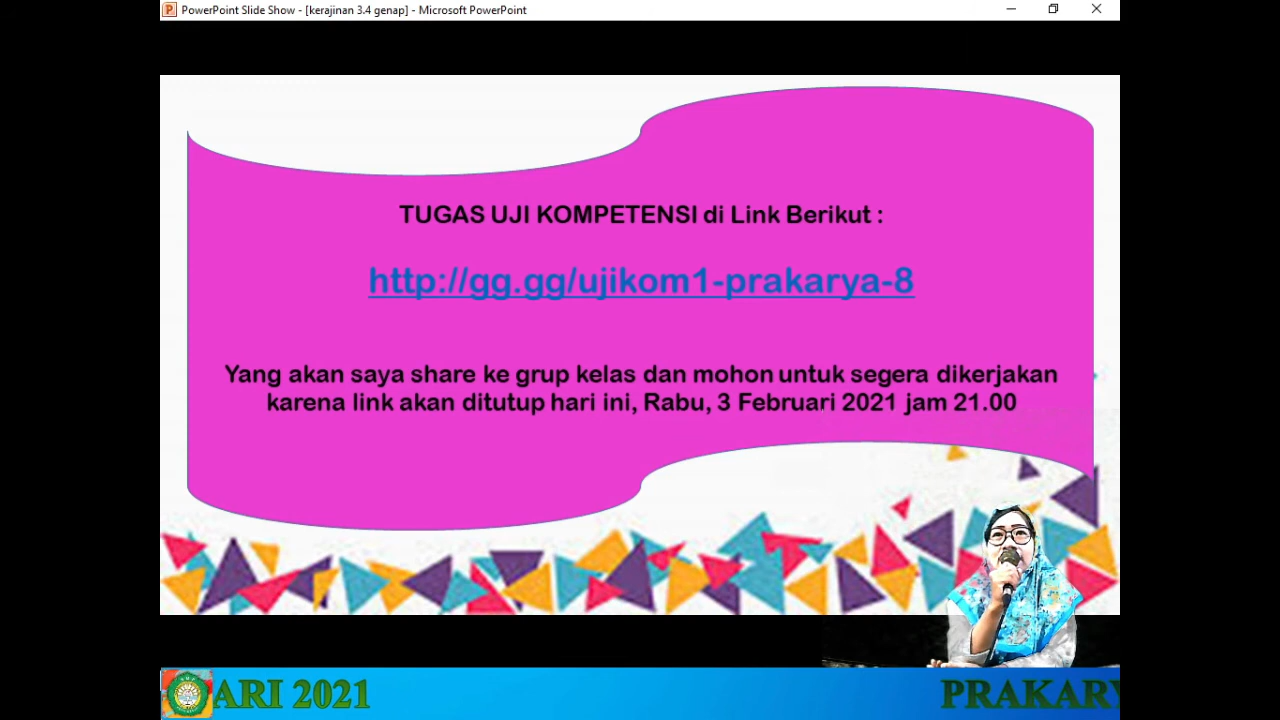 PowerPoint Slide Show - [kerajinan 3.4 genap] - Microsoft PowerPoint
TUGAS UJI KOMPETENSI di Link Berikut :
http://gg.gg/ujikom1-prakarya-8
Yang akan saya share ke grup kelas dan mohon untuk segera dikerjakan
karena link akan ditutup hari ini, Rabu, 3 Februari 2021 jam 21.00
ARI 2021 PRAKARY